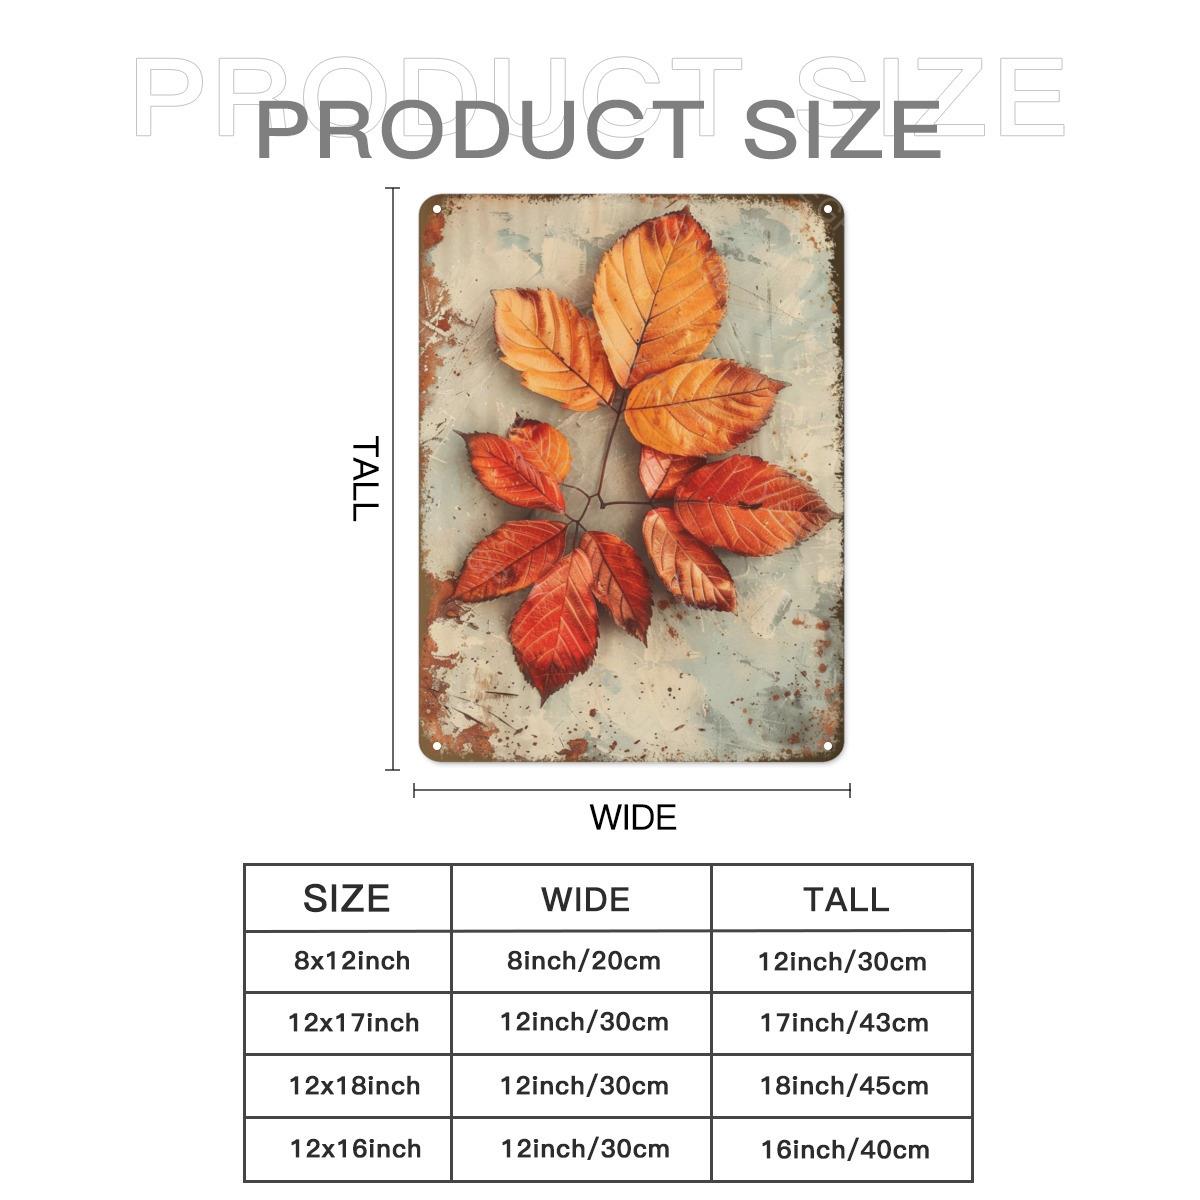 PRODUCT SIZE
PRODUCT SIZE
TALL
WIDE
SIZE WIDE TALL
8x12inch 8inch/20cm 12inch/30cm
12x17inch 12inch/30cm 17inch/43cm
12x18inch 12inch/30cm 18inch/45cm
12x16inch 12inch/30cm 16inch/40cm